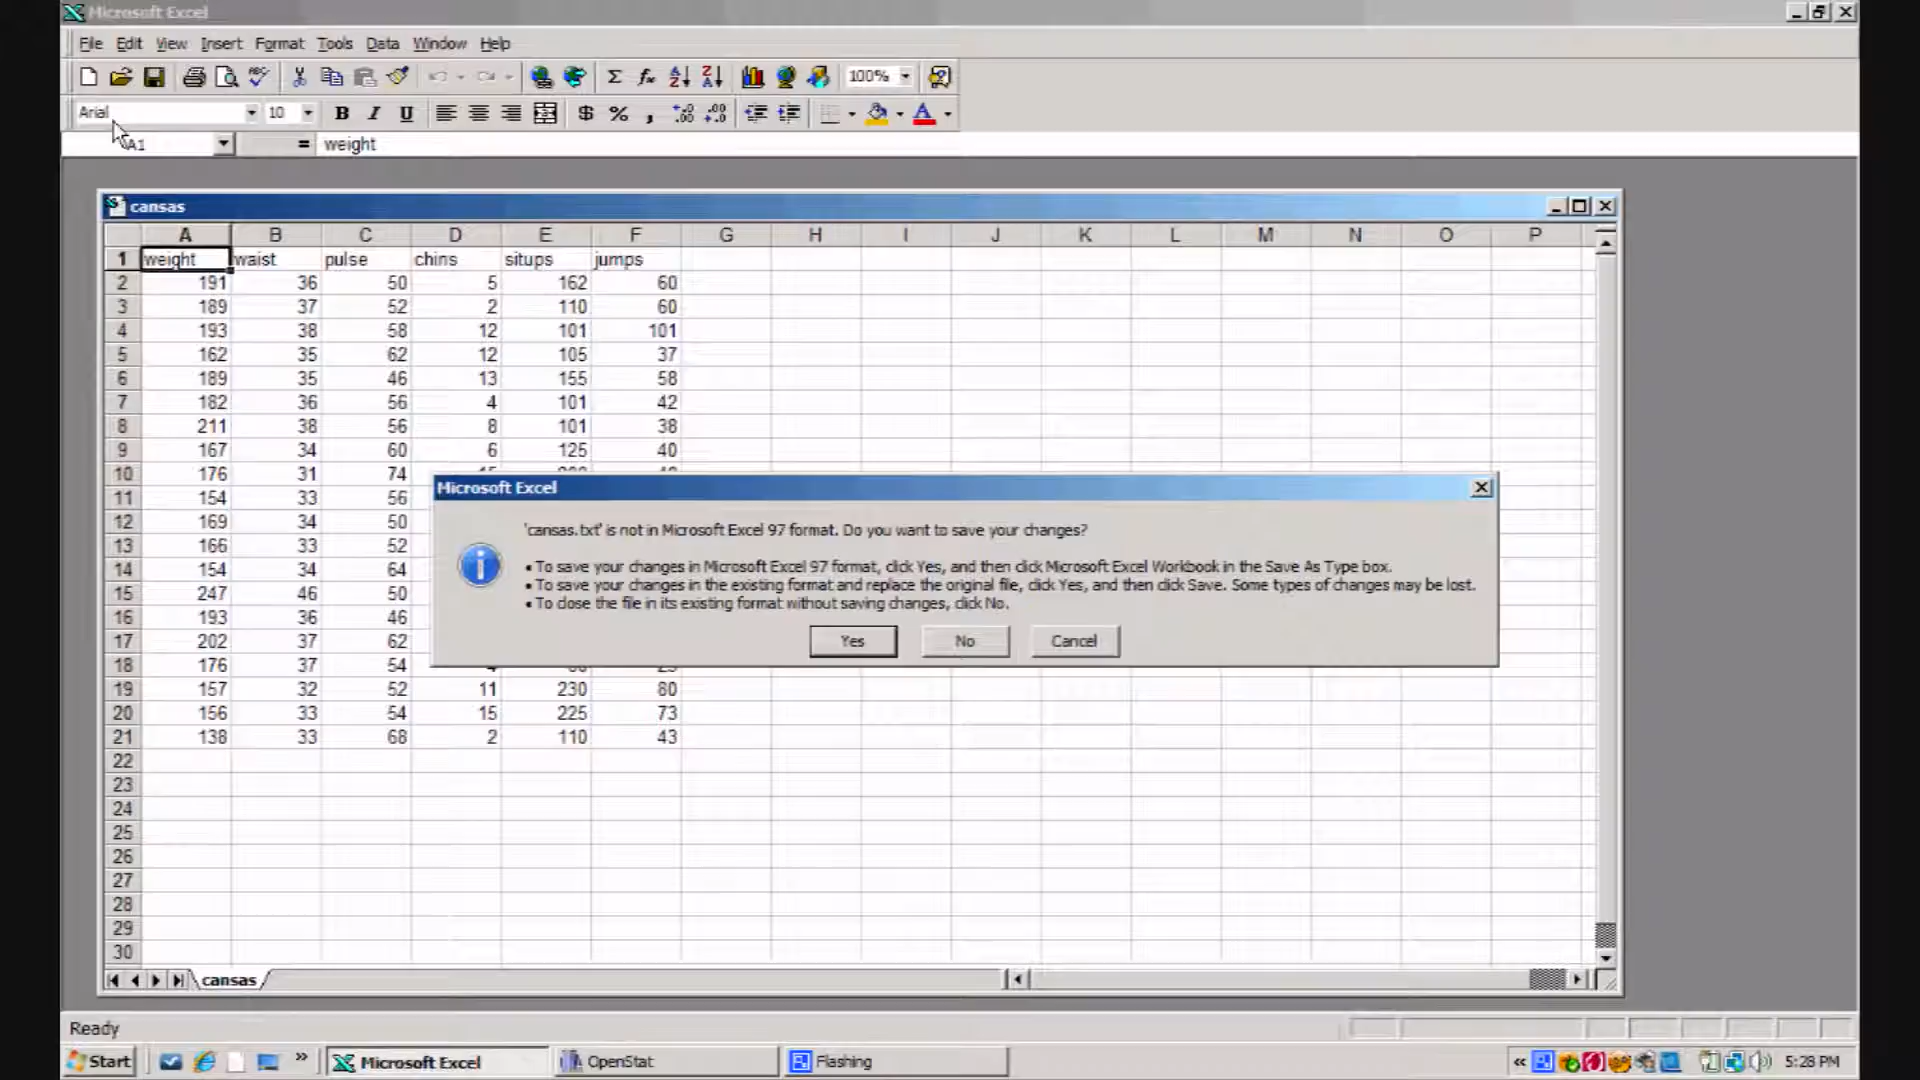 Microsoft Excel
File Edit View Insert Format Tools Data Window Help
100%
Arial 10 B I U $ % ,
A1 = weight
cansas
A B C D E F G H I J K L M N O P
1 weight waist pulse chins situps jumps
2 191 36 50 5 162 60
3 189 37 52 2 110 60
4 193 38 58 12 101 101
5 162 35 62 12 105 37
6 189 35 46 13 155 58
7 182 36 56 4 101 42
8 211 38 56 8 101 38
9 167 34 60 6 125 40
10 176 31 74
11 154 33 56
12 169 34 50
13 166 33 52
14 154 34 64
15 247 46 50
16 193 36 46
17 202 37 62
18 176 37 54
19 157 32 52 11 230 80
20 156 33 54 15 225 73
21 138 33 68 2 110 43
22
23
24
25
26
27
28
29
30
Microsoft Excel
'cansas.txt' is not in Microsoft Excel 97 format. Do you want to save your changes?
• To save your changes in Microsoft Excel 97 format, click Yes, and then click Microsoft Excel Workbook in the Save As Type box.
• To save your changes in the existing format and replace the original file, click Yes, and then click Save. Some types of changes may be lost.
• To close the file in its existing format without saving changes, click No.
Yes No Cancel
cansas
Ready
Start » Microsoft Excel OpenStat Flashing « 5:28 PM